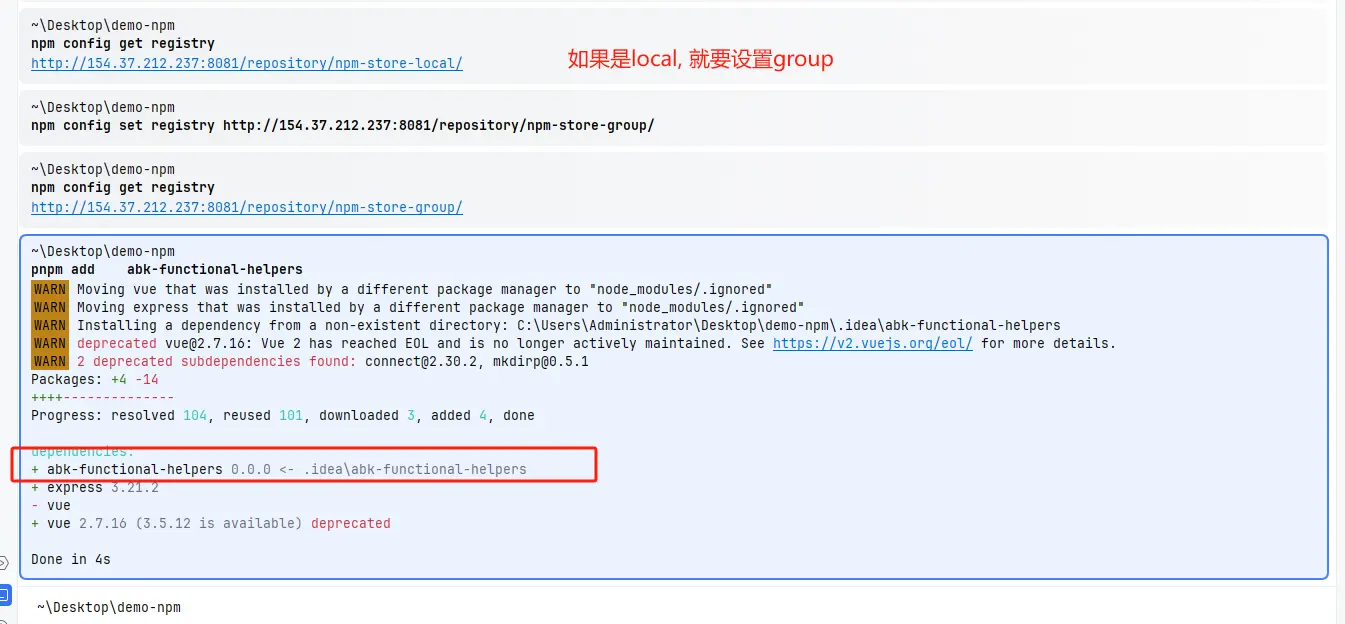 ~\Desktop\demo-npm
npm config get registry
http://154.37.212.237:8081/repository/npm-store-local/
如果是local, 就要设置group
~\Desktop\demo-npm
npm config set registry http://154.37.212.237:8081/repository/npm-store-group/
~\Desktop\demo-npm
npm config get registry
http://154.37.212.237:8081/repository/npm-store-group/
~\Desktop\demo-npm
pnpm add    abk-functional-helpers
WARN Moving vue that was installed by a different package manager to "node_modules/.ignored"
WARN Moving express that was installed by a different package manager to "node_modules/.ignored"
WARN Installing a dependency from a non-existent directory: C:\Users\Administrator\Desktop\demo-npm\.idea\abk-functional-helpers
WARN deprecated vue@2.7.16: Vue 2 has reached EOL and is no longer actively maintained. See https://v2.vuejs.org/eol/ for more details.
WARN 2 deprecated subdependencies found: connect@2.30.2, mkdirp@0.5.1
Packages: +4 -14
++++--------------
Progress: resolved 104, reused 101, downloaded 3, added 4, done
dependencies:
+ abk-functional-helpers 0.0.0 <- .idea\abk-functional-helpers
+ express 3.21.2
- vue
+ vue 2.7.16 (3.5.12 is available) deprecated
Done in 4s
~\Desktop\demo-npm